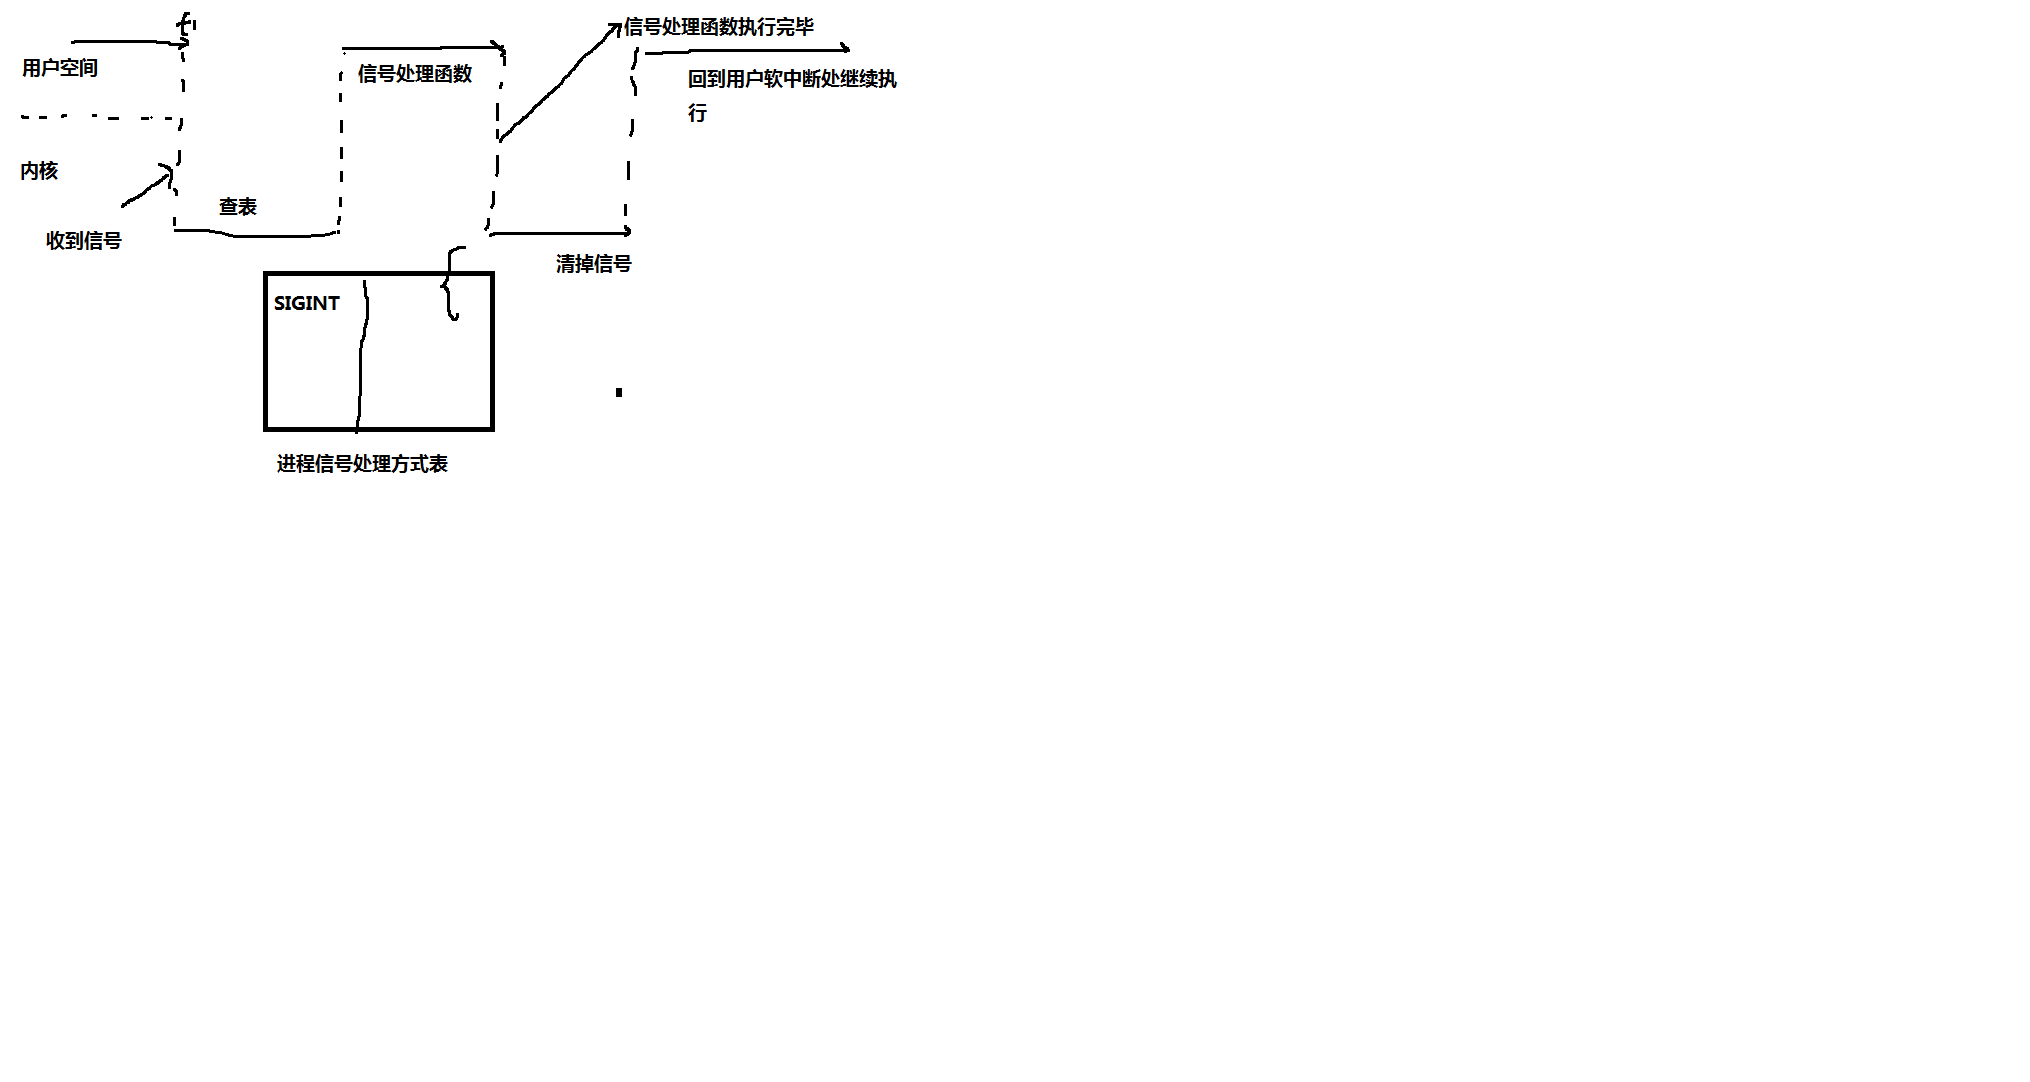 t1
信号处理函数执行完毕
用户空间
信号处理函数
回到用户软中断处继续执
行
内核
查表
收到信号
清掉信号
SIGINT
进程信号处理方式表